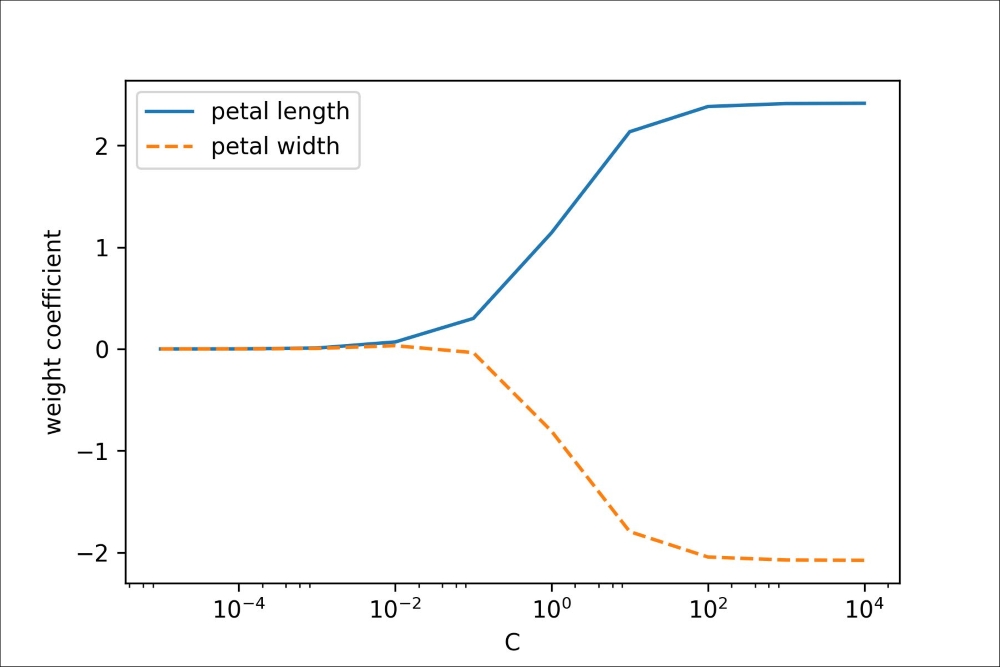 petal length
petal width
2
1
0
−1
−2
weight coefficient
10⁻⁴
10⁻²
10⁰
10²
10⁴
C